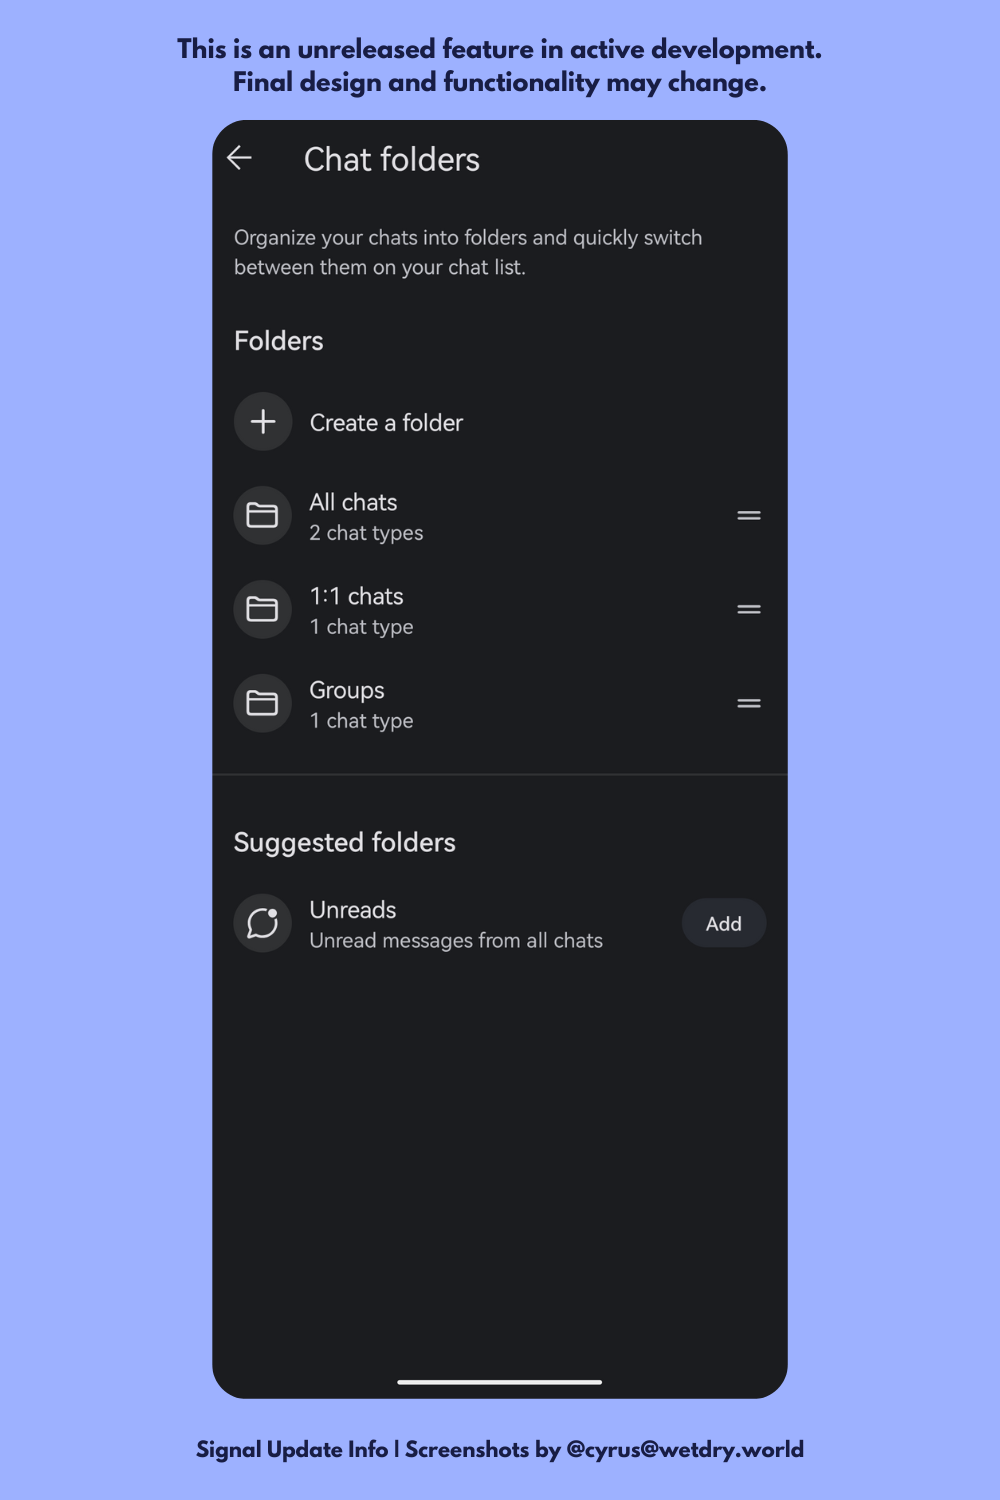 This is an unreleased feature in active development.
Final design and functionality may change.
Chat folders
Organize your chats into folders and quickly switch
between them on your chat list.
Folders
Create a folder
All chats
2 chat types
1:1 chats
1 chat type
Groups
1 chat type
Suggested folders
Unreads
Unread messages from all chats
Add
Signal Update Info | Screenshots by @cyrus@wetdry.world